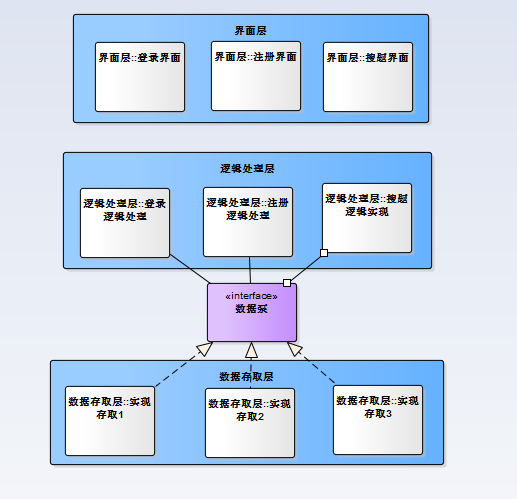 界面层
界面层::登录界面
界面层::注册界面
界面层::搜题界面
逻辑处理层
逻辑处理层::登录
逻辑处理
逻辑处理层::注册
逻辑处理
逻辑处理层::搜题
逻辑实现
«interface»
数据泵
数据存取层
数据存取层::实现
存取1
数据存取层::实现
存取2
数据存取层::实现
存取3